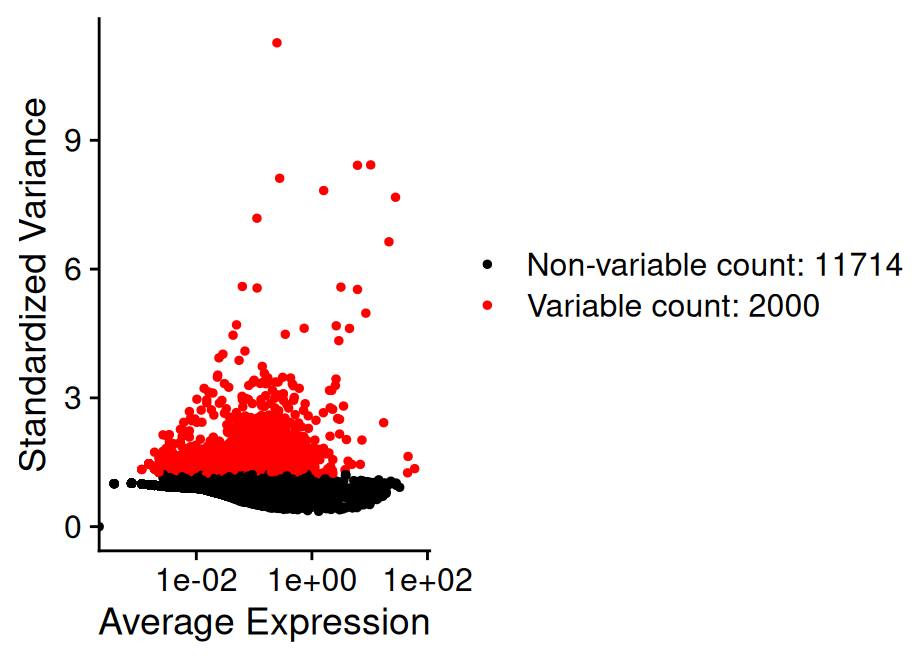 Standardized Variance
9
6
3
0
1e-02 1e+00 1e+02
Average Expression
Non-variable count: 11714
Variable count: 2000